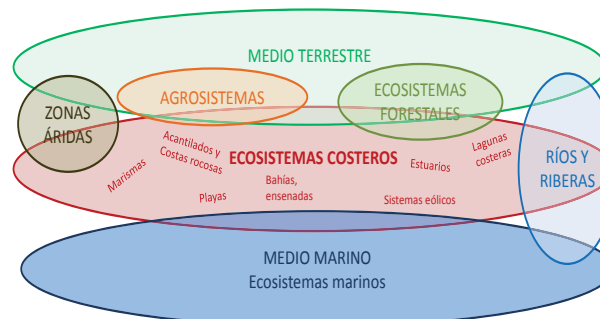 MEDIO TERRESTRE
ZONAS
ÁRIDAS
AGROSISTEMAS
ECOSISTEMAS
FORESTALES
RÍOS Y
RIBERAS
ECOSISTEMAS COSTEROS
Marismas
Acantilados y
Costas rocosas
Playas
Bahías,
ensenadas
Estuarios
Sistemas eólicos
Lagunas
costeras
MEDIO MARINO
Ecosistemas marinos